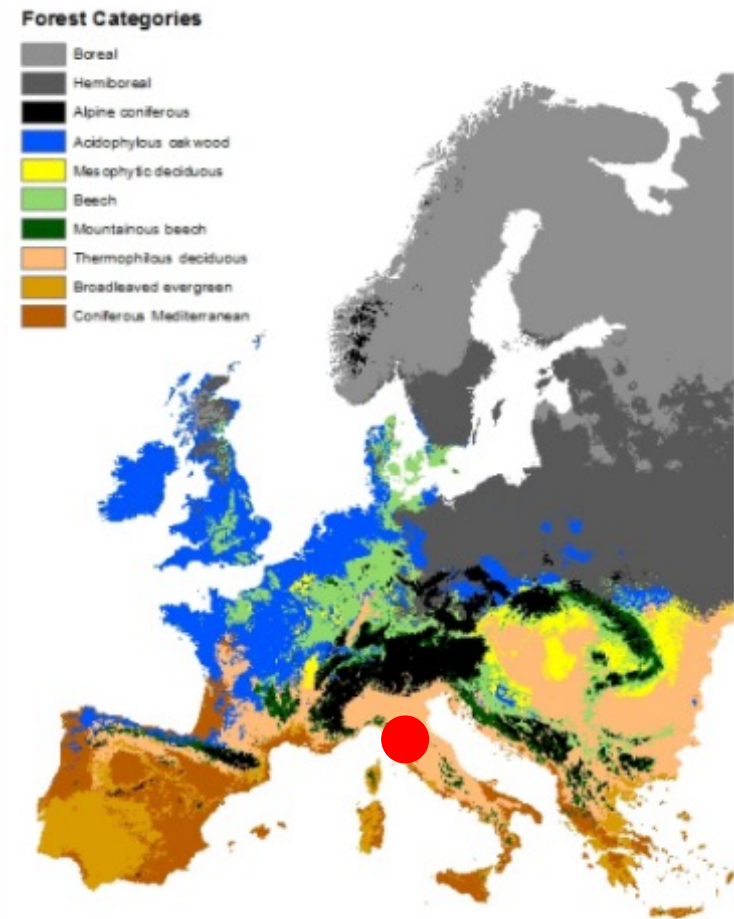 Forest Categories
Boreal
Hemiboreal
Alpine coniferous
Acidophylous oakwood
Mesophytic deciduous
Beech
Mountainous beech
Thermophilous deciduous
Broadleaved evergreen
Coniferous Mediterranean